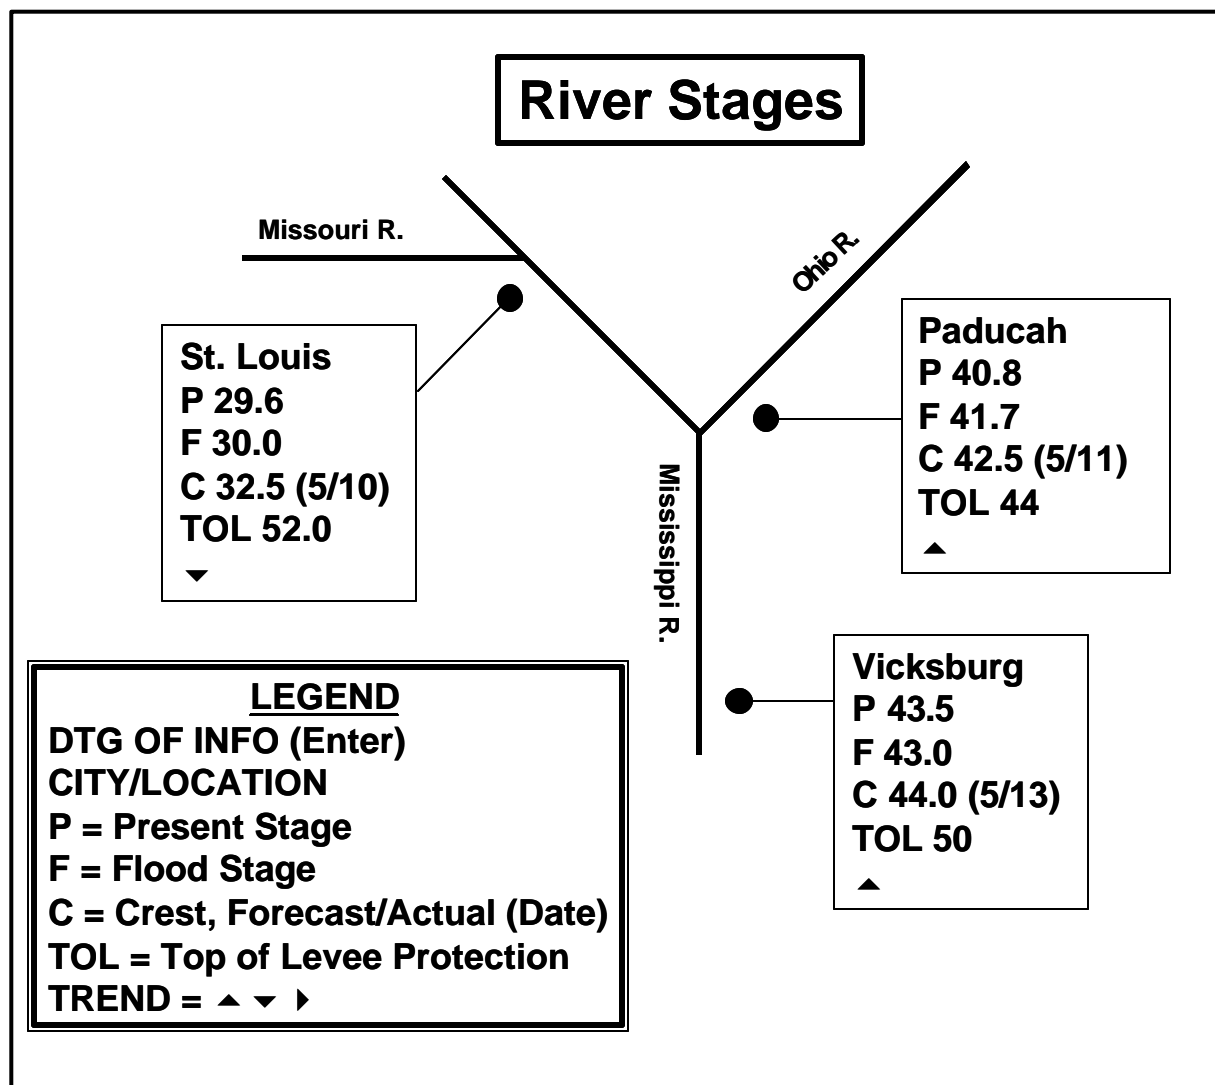 River Stages
Missouri R.
Ohio R.
St. Louis
P 29.6
F 30.0
C 32.5 (5/10)
TOL 52.0
▼
Paducah
P 40.8
F 41.7
C 42.5 (5/11)
TOL 44
▲
Mississippi R.
Vicksburg
P 43.5
F 43.0
C 44.0 (5/13)
TOL 50
▲
LEGEND
DTG OF INFO (Enter)
CITY/LOCATION
P = Present Stage
F = Flood Stage
C = Crest, Forecast/Actual (Date)
TOL = Top of Levee Protection
TREND = ▲ ▼ ▶